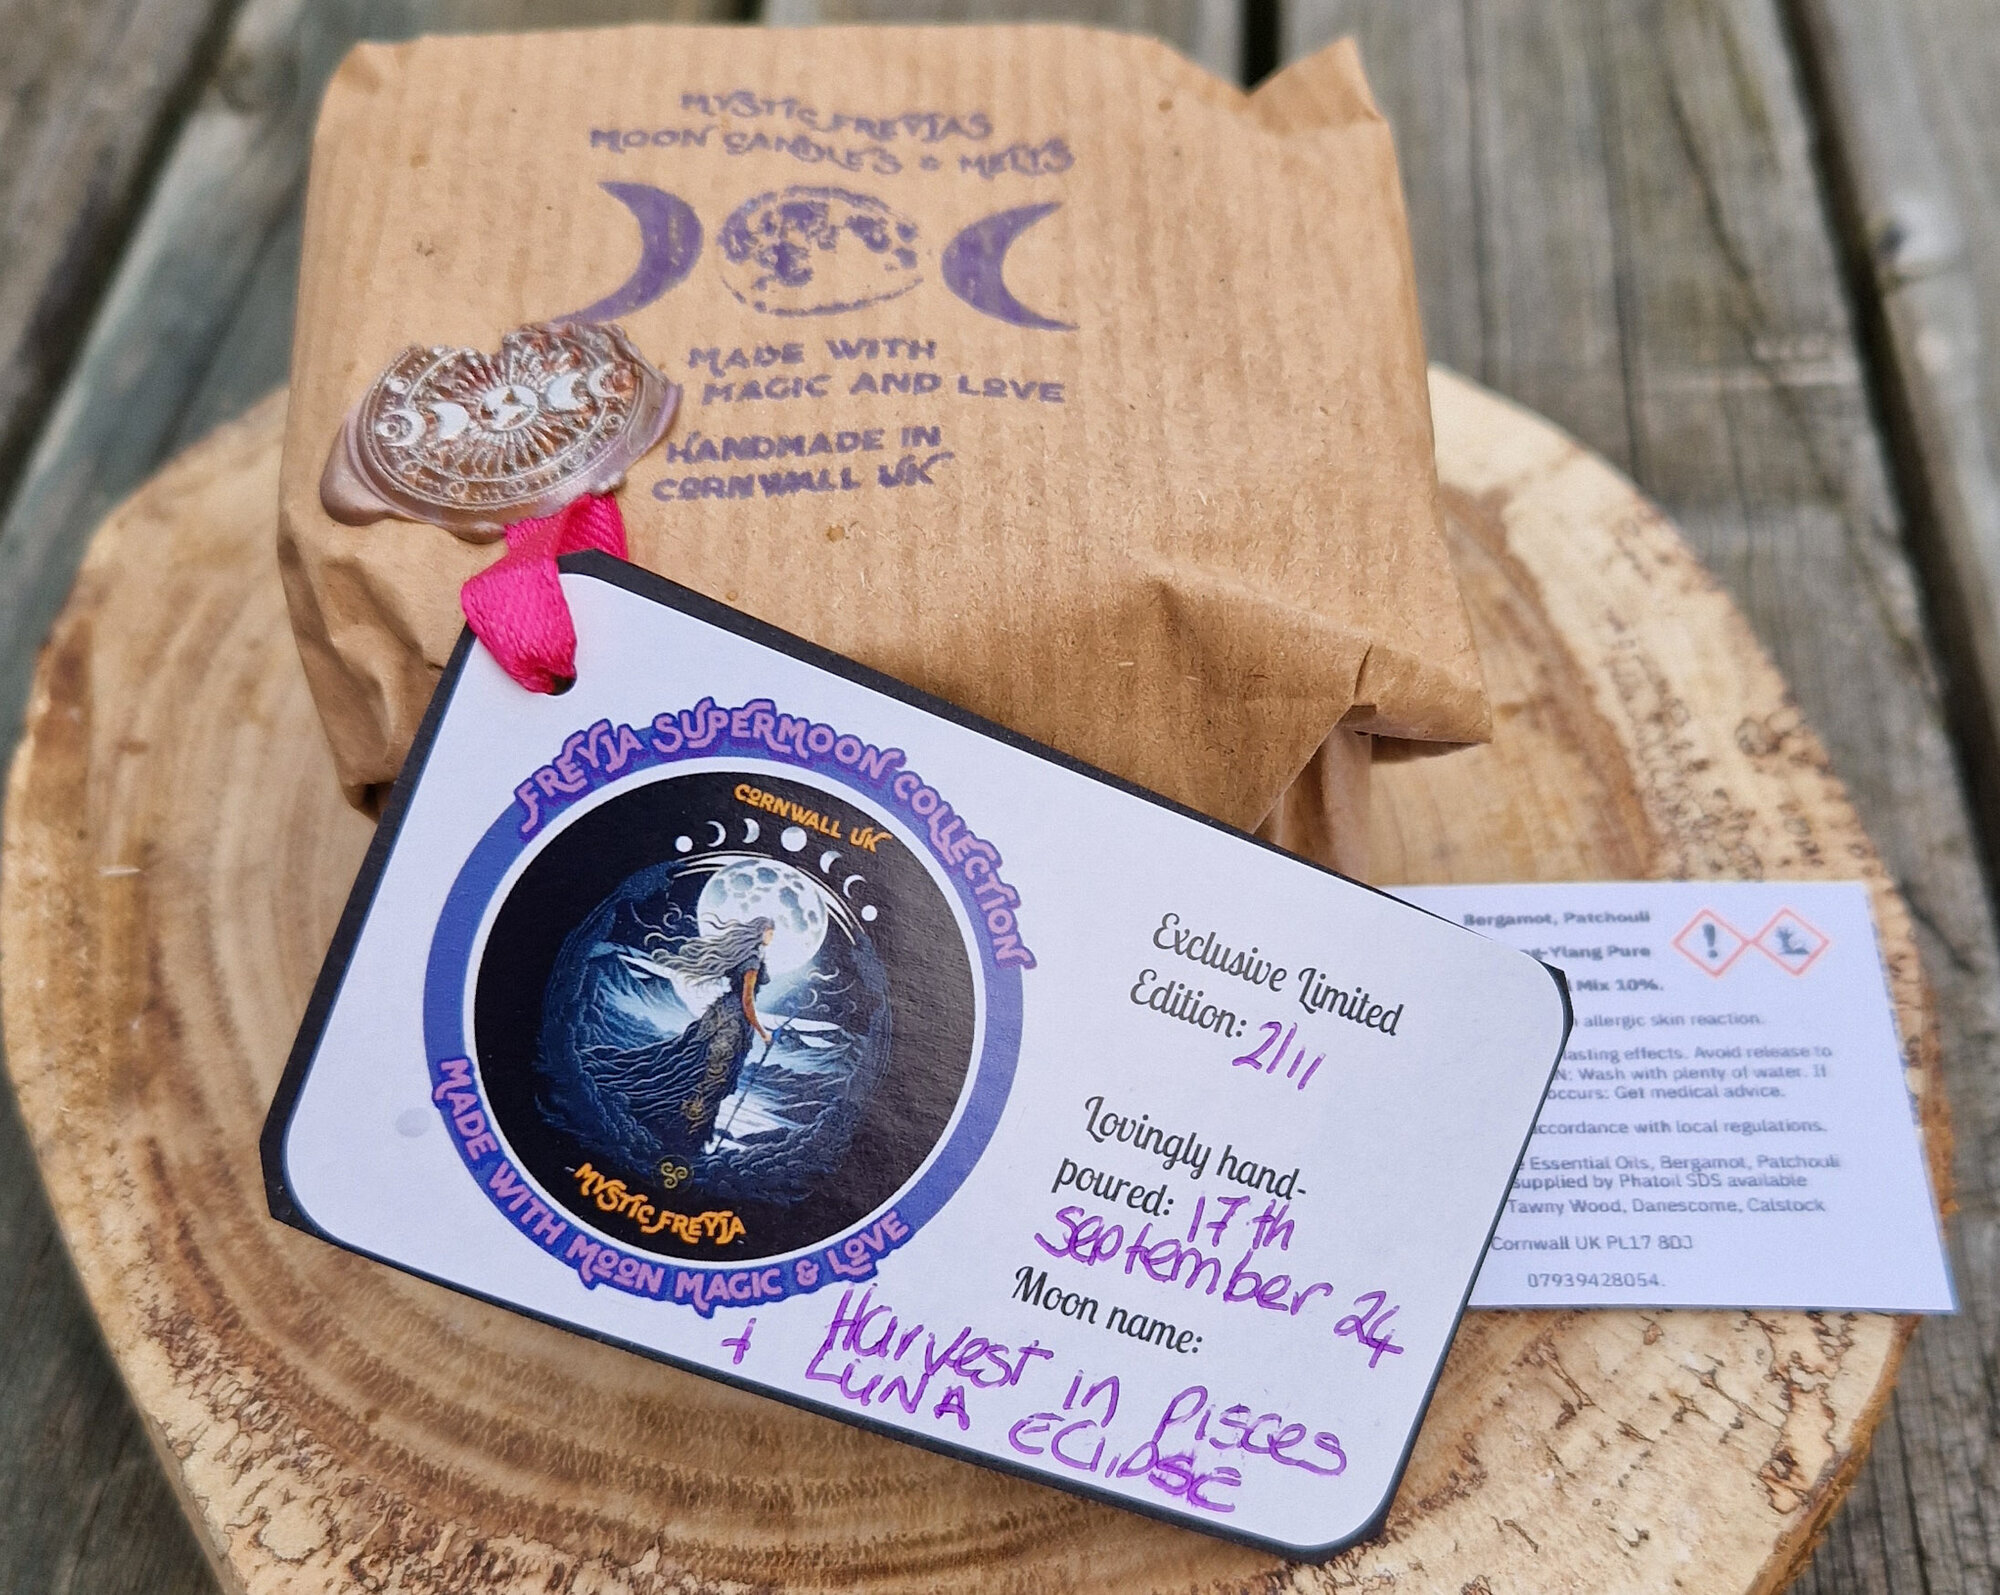 MYSTIC FREYJAS
MOON CANDLES & MELTS
MADE WITH
MAGIC AND LOVE
HANDMADE IN
CORNWALL UK
FREYJA SUPERMOON COLLECTION
CORNWALL UK
MYSTIC FREYJA
MADE WITH MOON MAGIC & LOVE
Exclusive Limited
Edition: 2/11
Lovingly hand-
poured: 17th
September 24
Moon name:
Harvest in Pisces
+ LUNA ECLIPSE
Bergamot, Patchouli
-Ylang Pure
Mix 10%.
allergic skin reaction.
lasting effects. Avoid release to
Wash with plenty of water. If
occurs: Get medical advice.
accordance with local regulations.
Essential Oils, Bergamot, Patchouli
supplied by Phatoil SDS available
Tawny Wood, Danescome, Calstock
Cornwall UK PL17 8DJ
07939428054.